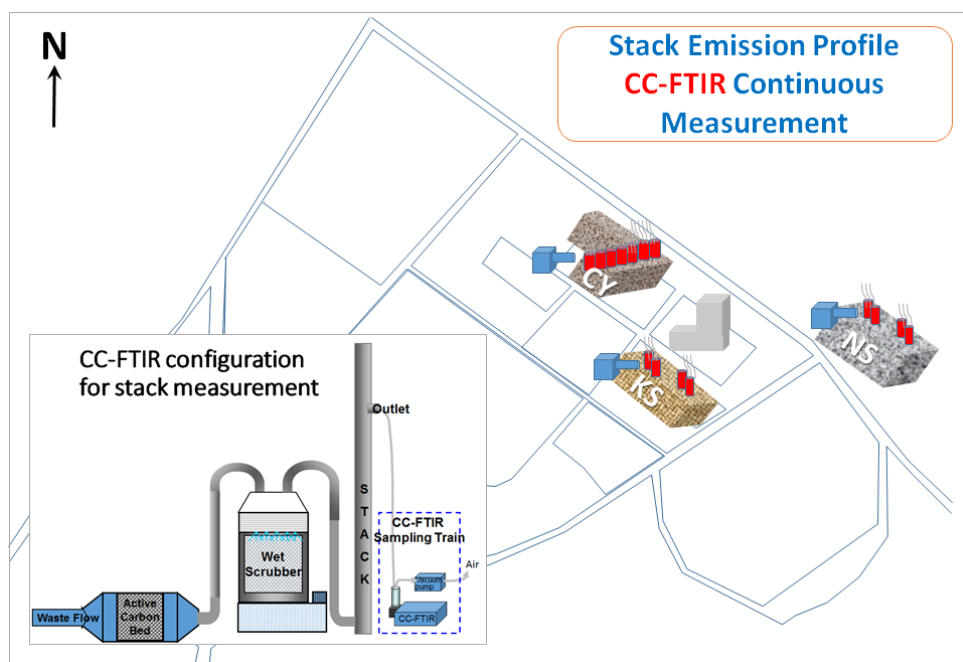 N
Stack Emission Profile
CC-FTIR Continuous
Measurement
CY
NS
KS
CC-FTIR configuration
for stack measurement
Outlet
STACK
CC-FTIR
Sampling Train
Air
Vacuum
pump
CC-FTIR
Wet
Scrubber
Waste Flow
Active
Carbon
Bed